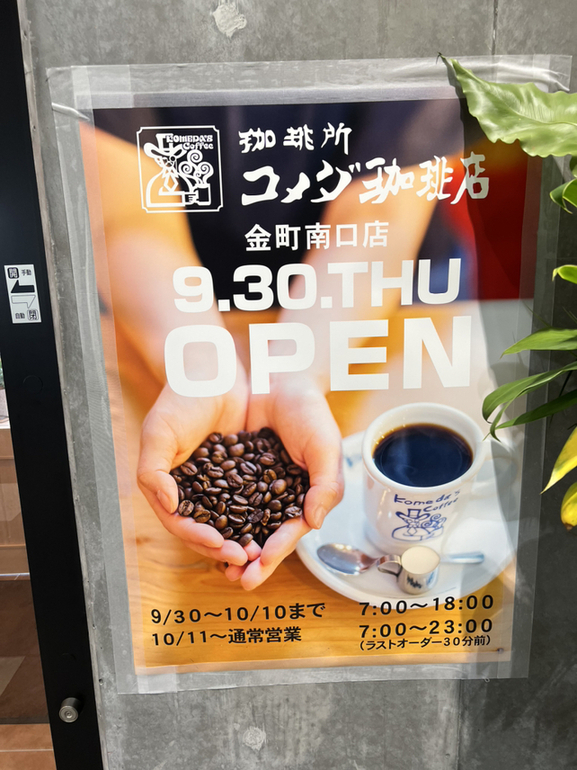 KOMEDA'S
Coffee
珈琲所
コメダ珈琲店
金町南口店
9.30.THU
OPEN
開 手動
自動 閉
Komeda's
Coffee
9/30〜10/10まで 7:00〜18:00
10/11〜通常営業 7:00〜23:00
(ラストオーダー30分前)